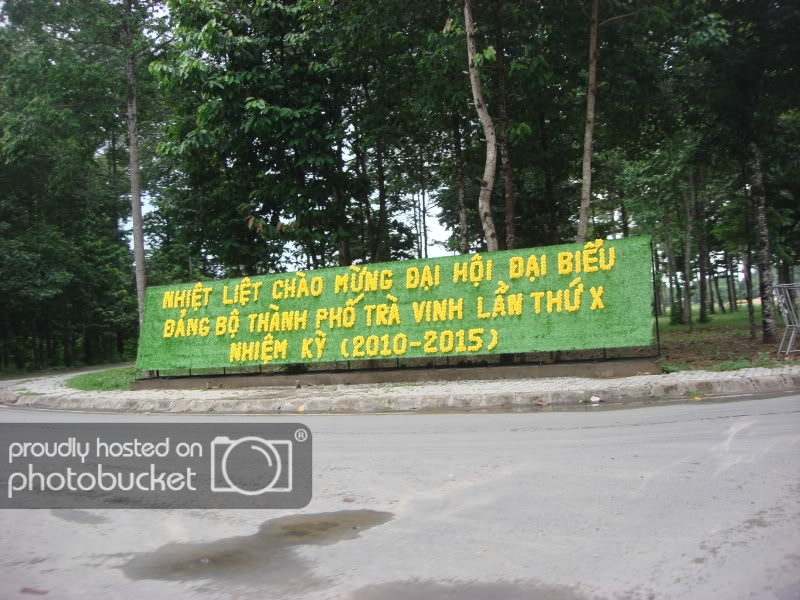 NHIỆT LIỆT CHÀO MỪNG ĐẠI HỘI ĐẠI BIỂU
ĐẢNG BỘ THÀNH PHỐ TRÀ VINH LẦN THỨ X
NHIỆM KỲ (2010-2015)
proudly hosted on
photobucket ®